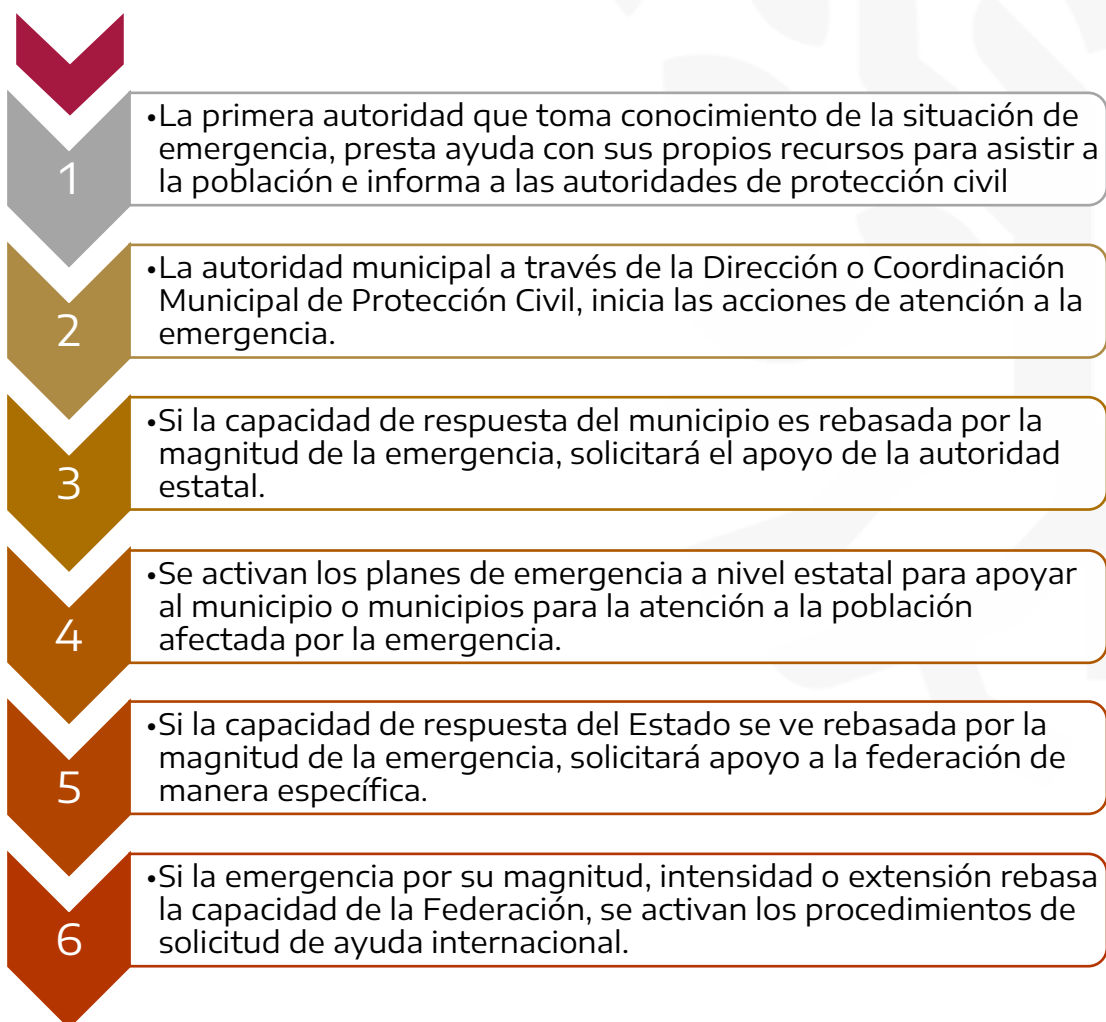 •La primera autoridad que toma conocimiento de la situación de
emergencia, presta ayuda con sus propios recursos para asistir a
la población e informa a las autoridades de protección civil
1
•La autoridad municipal a través de la Dirección o Coordinación
Municipal de Protección Civil, inicia las acciones de atención a la
emergencia.
2
•Si la capacidad de respuesta del municipio es rebasada por la
magnitud de la emergencia, solicitará el apoyo de la autoridad
estatal.
3
•Se activan los planes de emergencia a nivel estatal para apoyar
al municipio o municipios para la atención a la población
afectada por la emergencia.
4
•Si la capacidad de respuesta del Estado se ve rebasada por la
magnitud de la emergencia, solicitará apoyo a la federación de
manera específica.
5
•Si la emergencia por su magnitud, intensidad o extensión rebasa
la capacidad de la Federación, se activan los procedimientos de
solicitud de ayuda internacional.
6